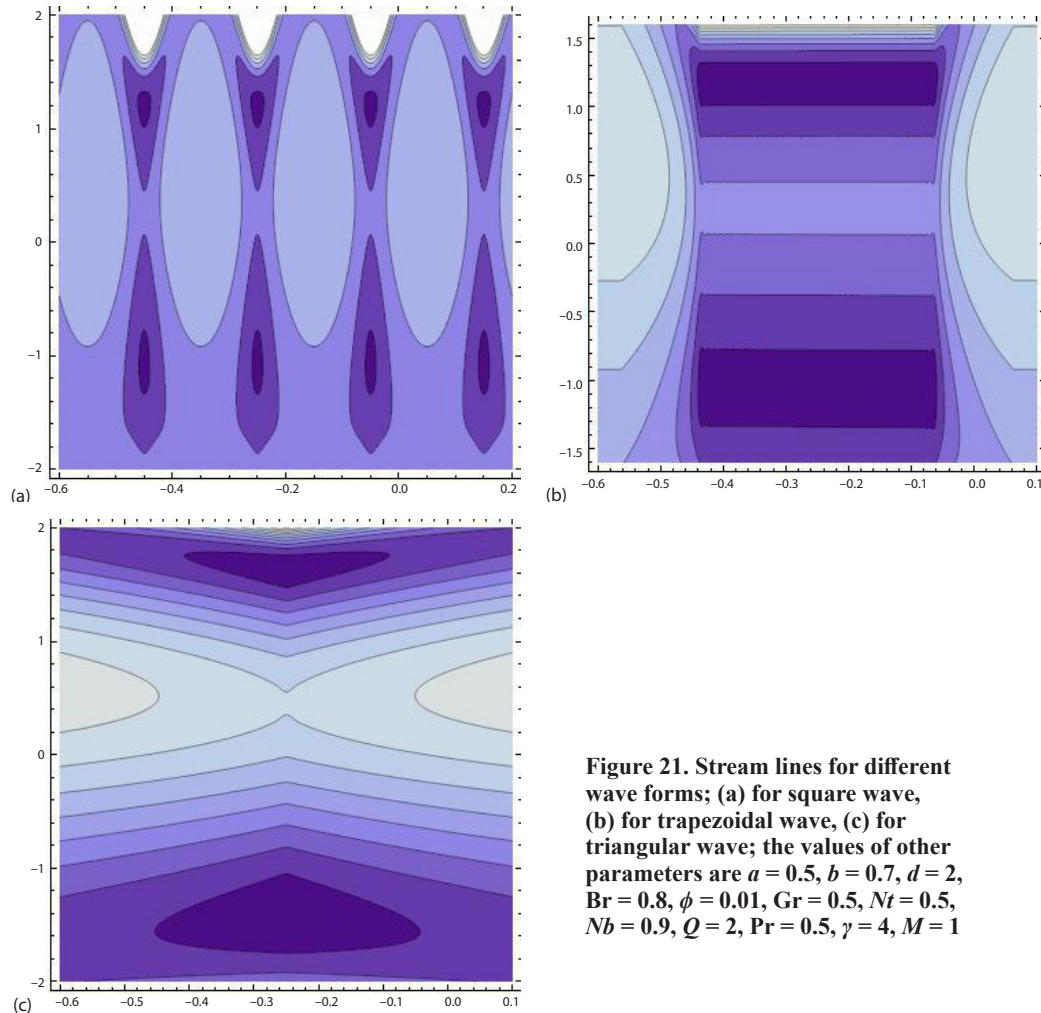 2
1
0
−1
−2
(a)
−0.6 −0.4 −0.2 0.0 0.2
1.5
1.0
0.5
0.0
−0.5
−1.0
−1.5
(b)
−0.6 −0.5 −0.4 −0.3 −0.2 −0.1 0.0 0.1
2
1
0
−1
−2
(c)
−0.6 −0.5 −0.4 −0.3 −0.2 −0.1 0.0 0.1
Figure 21. Stream lines for different
wave forms; (a) for square wave,
(b) for trapezoidal wave, (c) for
triangular wave; the values of other
parameters are a = 0.5, b = 0.7, d = 2,
Br = 0.8, ϕ = 0.01, Gr = 0.5, Nt = 0.5,
Nb = 0.9, Q = 2, Pr = 0.5, γ = 4, M = 1